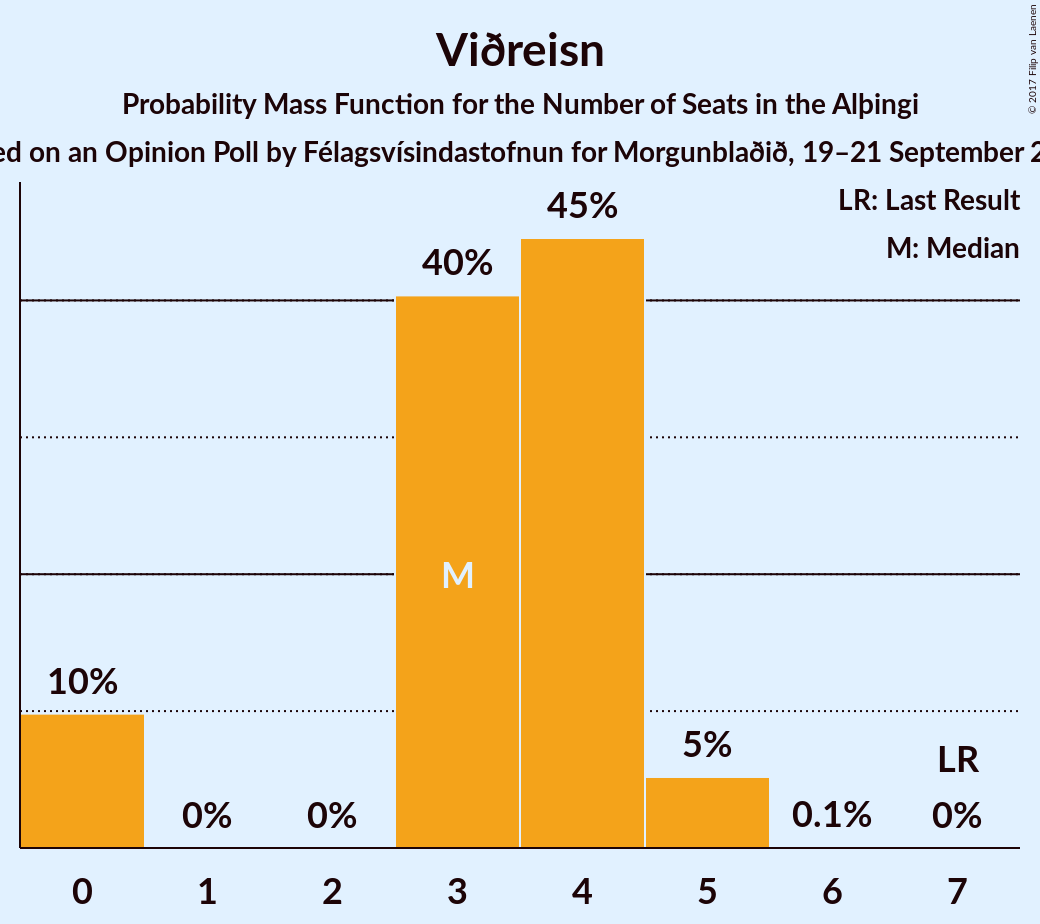 Viðreisn
Probability Mass Function for the Number of Seats in the Alþingi
on an Opinion Poll by Félagsvísindastofnun for Morgunblaðið, 19–21 September
© 2017 Filip van Laenen
LR: Last Result
M: Median
45%
40%
M
10%
5%
LR
0%
0%
0.1%
0%
0 1 2 3 4 5 6 7